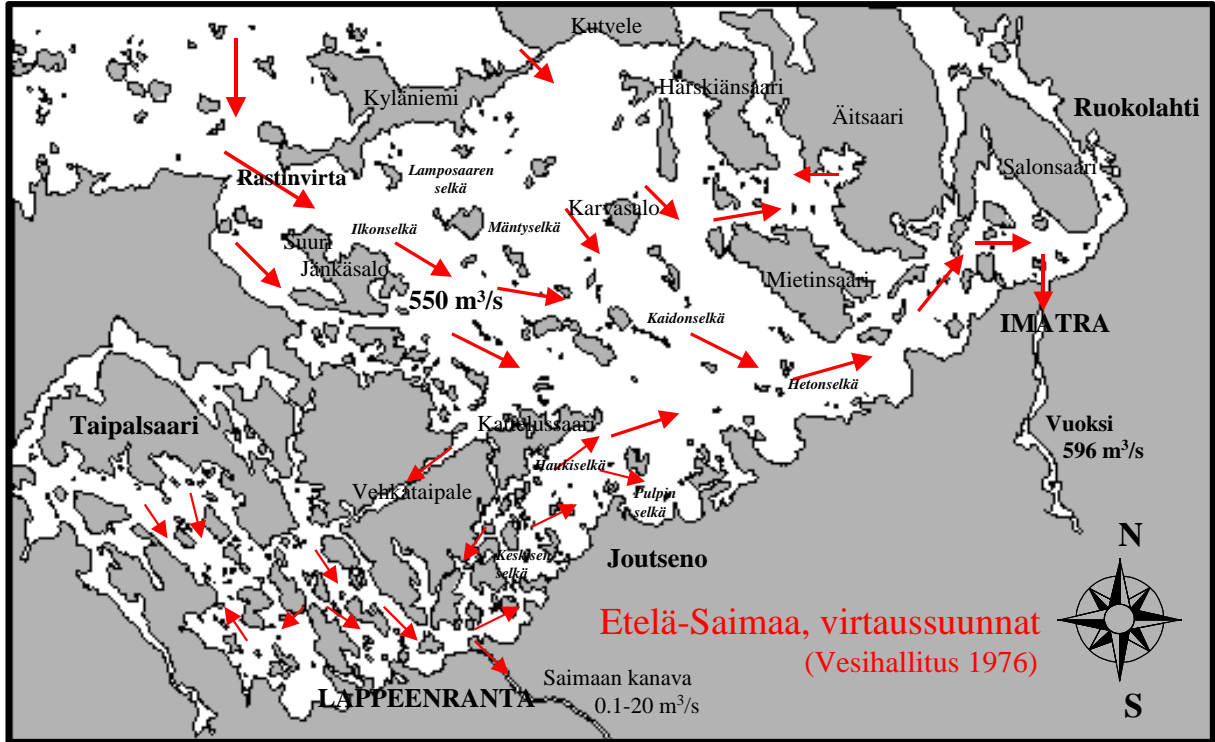 Kutvele
Härskiänsaari
Kyläniemi
Äitsaari
Ruokolahti
Salonsaari
Rastinvirta
Lamposaaren
selkä
Karvasalo
Ilkonselkä
Mäntyselkä
Suuri
Jänkäsalo
Mietinsaari
550 m³/s
Kaidonselkä
IMATRA
Hetonselkä
Taipalsaari
Kattelussaari
Vuoksi
596 m³/s
Haukiselkä
Vehkataipale
Pulpin
selkä
Keskisen
selkä
Joutseno
N
Etelä-Saimaa, virtaussuunnat
(Vesihallitus 1976)
Saimaan kanava
0.1-20 m³/s
LAPPEENRANTA
S